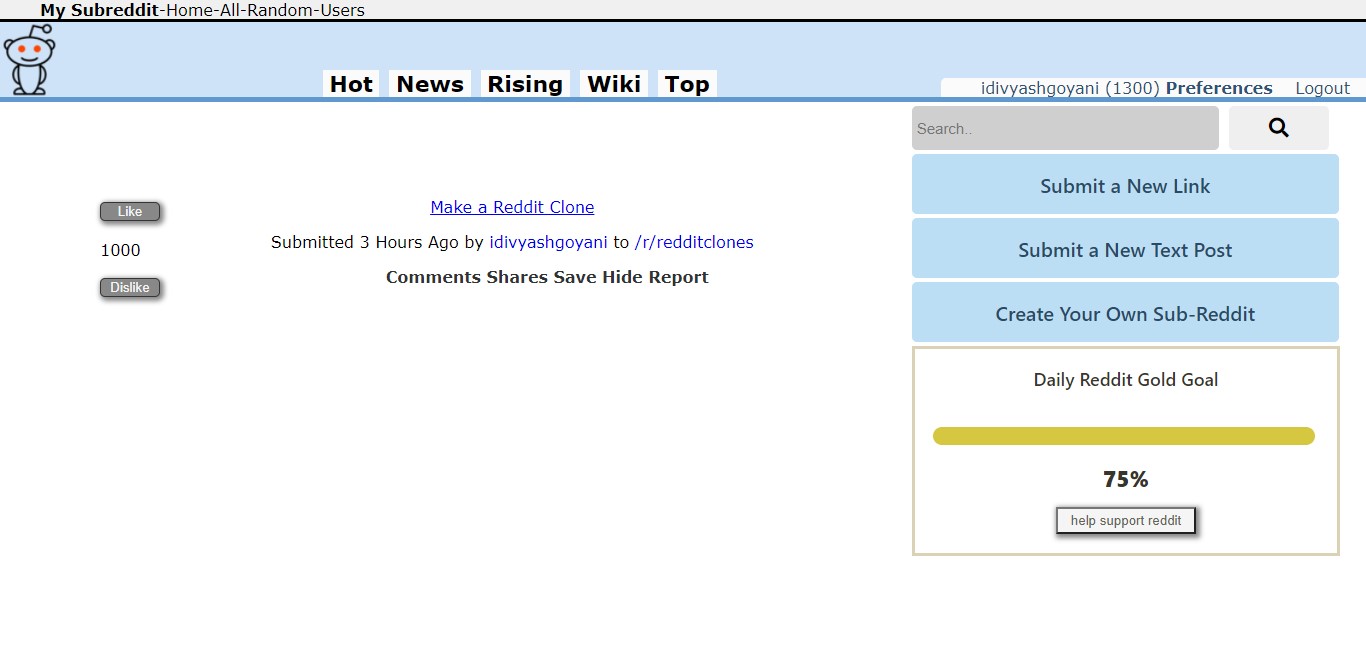 My Subreddit-Home-All-Random-Users
Hot News Rising Wiki Top
idivyashgoyani (1300) Preferences Logout
Search..
Submit a New Link
Submit a New Text Post
Create Your Own Sub-Reddit
Like
1000
Dislike
Make a Reddit Clone
Submitted 3 Hours Ago by idivyashgoyani to /r/redditclones
Comments Shares Save Hide Report
Daily Reddit Gold Goal
75%
help support reddit